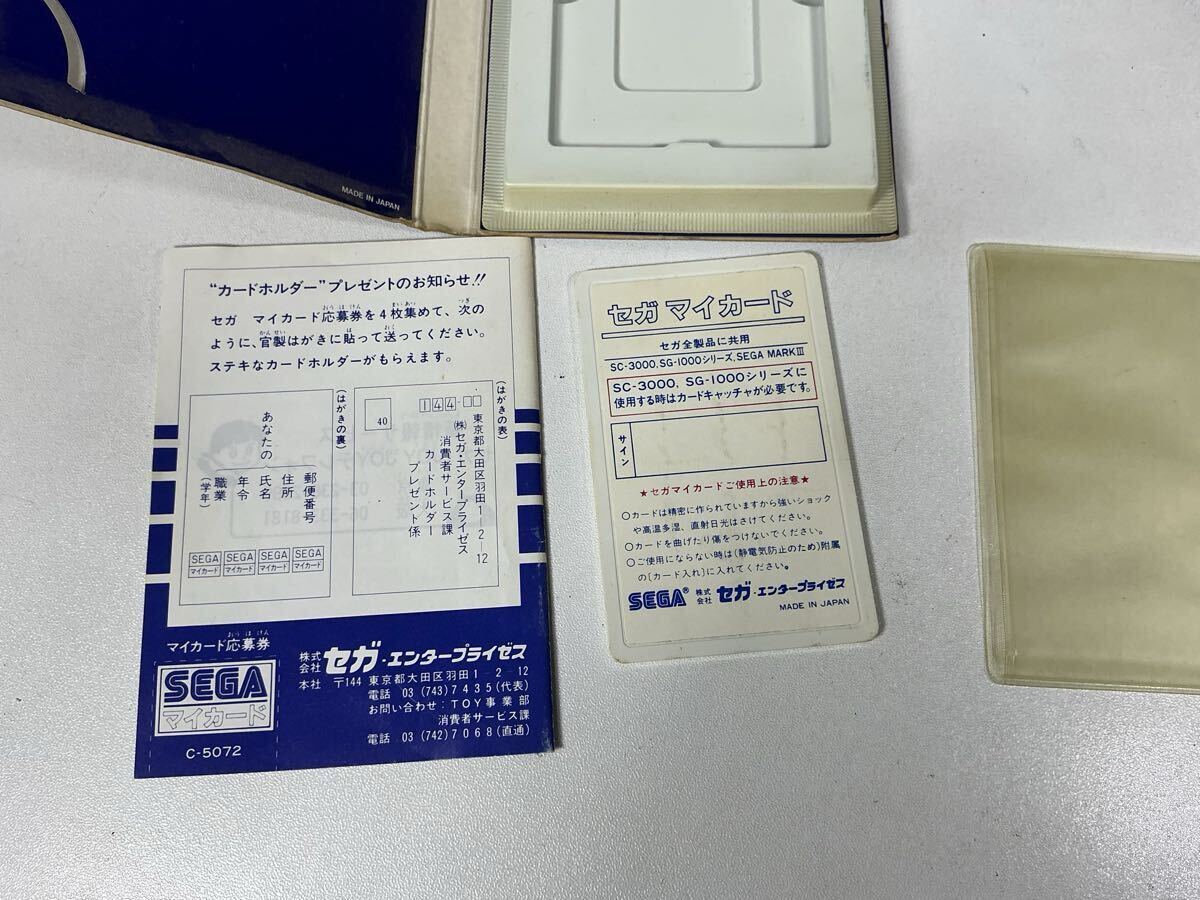 MADE IN JAPAN
“カードホルダー”プレゼントのお知らせ!!
セガ マイカード応募券を4枚集めて、次の
ように、官製はがきに貼って送ってください。
ステキなカードホルダーがもらえます。
(はがきの裏)
あなたの
郵便番号
住所
氏名
年令
職業
(学年)
SEGA マイカード
SEGA マイカード
SEGA マイカード
SEGA マイカード
(はがきの表)
40
144-
東京都大田区羽田1-2-12
(株)セガ・エンタープライゼス
消費者サービス課
カードホルダー
プレゼント係
マイカード応募券
SEGA
マイカード
C-5072
株式会社 セガ・エンタープライゼス
本社 〒144 東京都大田区羽田1-2-12
電話 03(743)7435(代表)
お問い合わせ:TOY事業部
消費者サービス課
電話 03(742)7068(直通)
セガ マイカード
セガ全製品に共用
SC-3000, SG-1000シリーズ, SEGA MARKIII
SC-3000, SG-1000シリーズに
使用する時はカードキャッチャが必要です。
サイン
★セガマイカードご使用上の注意★
○カードは精密に作られていますから強いショック
や高温多湿、直射日光はさけてください。
○カードを曲げたり傷をつけないでください。
○ご使用にならない時は(静電気防止のため)附属
の[カード入れ]に入れてください。
SEGA® 株式会社 セガ・エンタープライゼス
MADE IN JAPAN